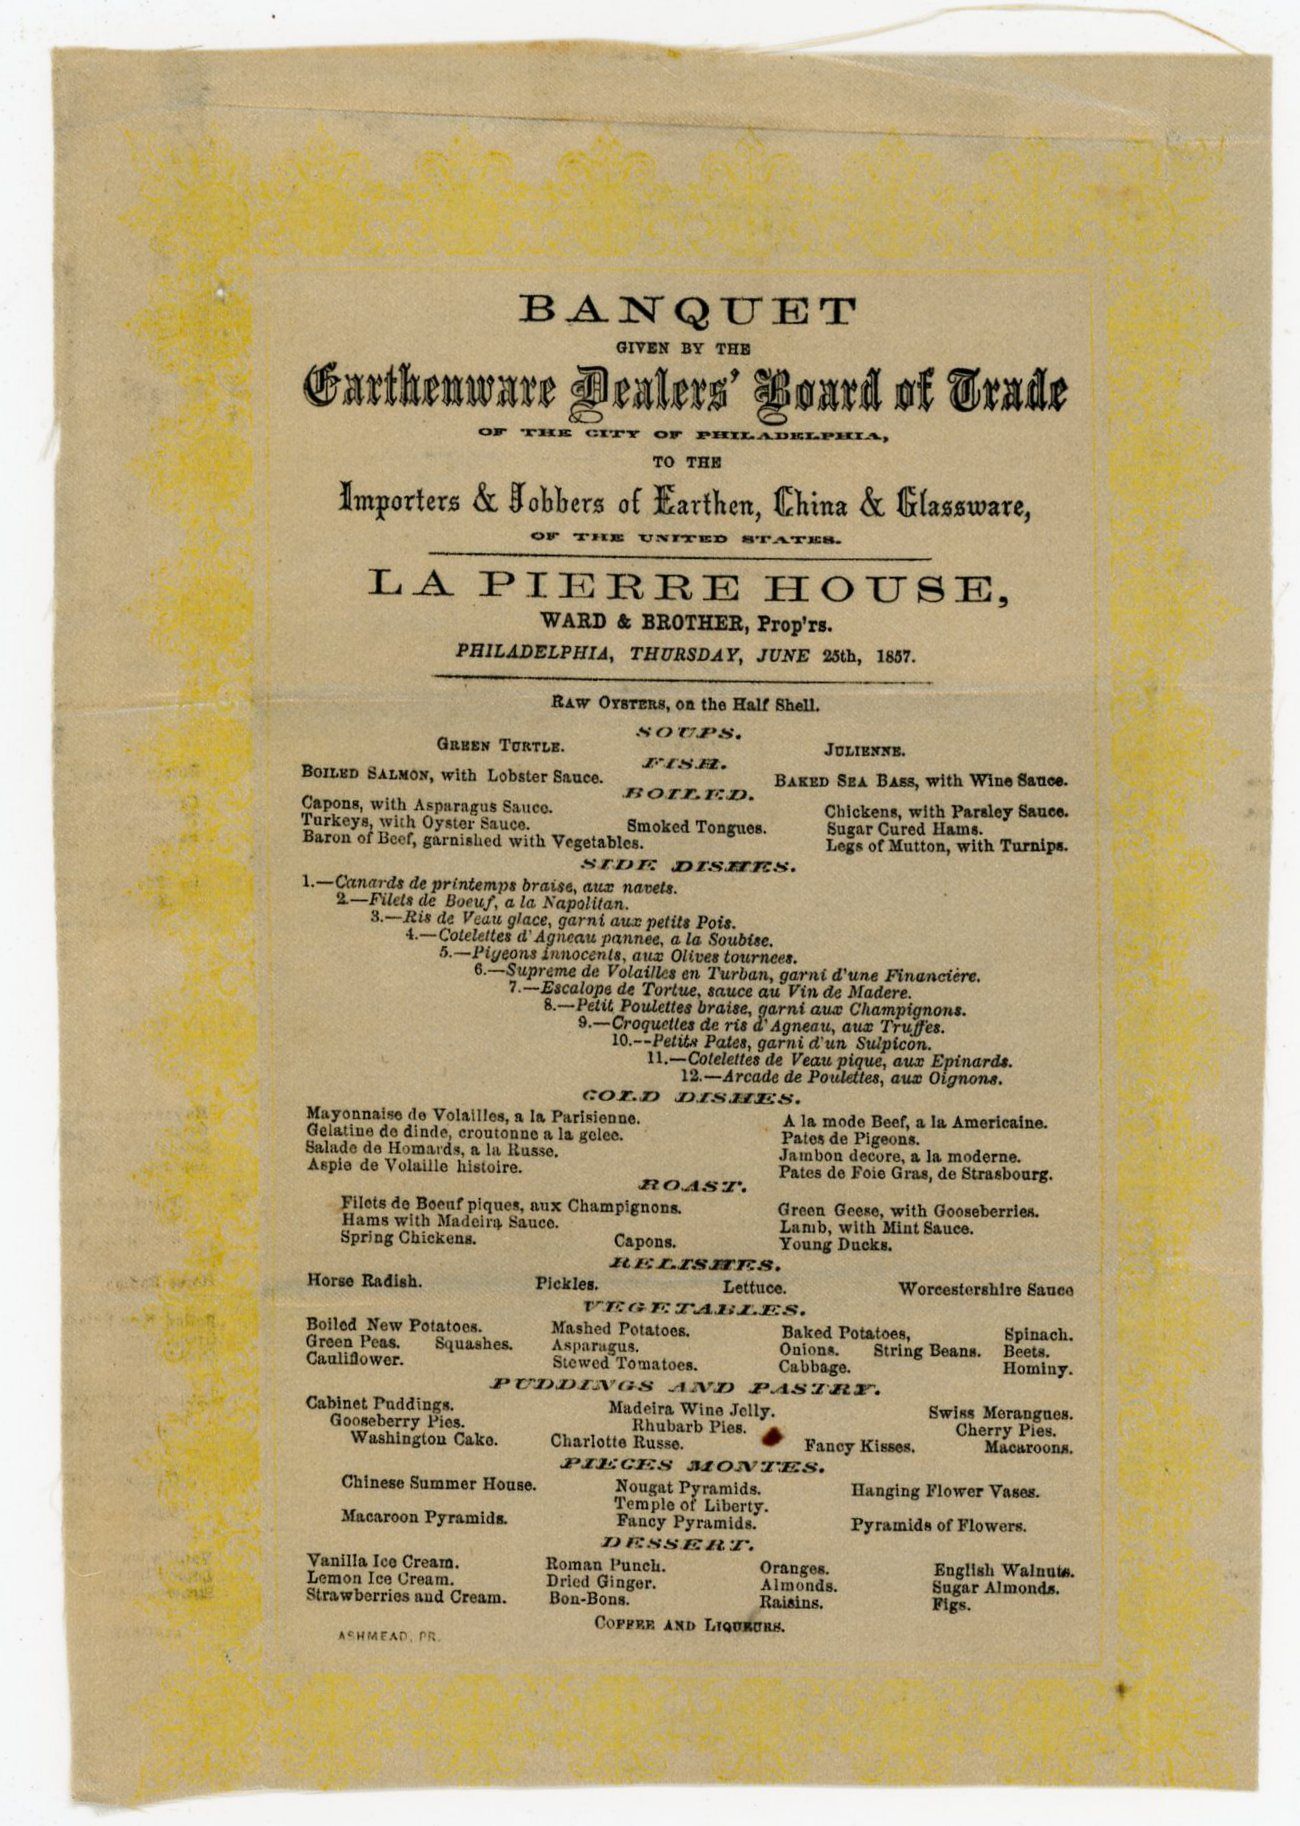 BANQUET
GIVEN BY THE
Earthenware Dealers' Board of Trade
OF THE CITY OF PHILADELPHIA,
TO THE
Importers & Jobbers of Earthen, China & Glassware,
OF THE UNITED STATES.
LA PIERRE HOUSE,
WARD & BROTHER, Prop'rs.
PHILADELPHIA, THURSDAY, JUNE 25th, 1857.
RAW OYSTERS, on the Half Shell.
SOUPS.
GREEN TURTLE. JULIENNE.
FISH.
BOILED SALMON, with Lobster Sauce. BAKED SEA BASS, with Wine Sauce.
BOILED.
Capons, with Asparagus Sauce. Chickens, with Parsley Sauce.
Turkeys, with Oyster Sauce. Smoked Tongues. Sugar Cured Hams.
Baron of Beef, garnished with Vegetables. Legs of Mutton, with Turnips.
SIDE DISHES.
1.—Canards de printemps braise, aux navets.
2.—Filets de Boeuf, a la Napolitan.
3.—Ris de Veau glace, garni aux petits Pois.
4.—Cotelettes d'Agneau pannee, a la Soubise.
5.—Pigeons innocents, aux Olives tournees.
6.—Supreme de Volailles en Turban, garni d'une Financière.
7.—Escalope de Tortue, sauce au Vin de Madere.
8.—Petit Poulettes braise, garni aux Champignons.
9.—Croquettes de ris d'Agneau, aux Truffes.
10.--Petits Pates, garni d'un Sulpicon.
11.—Cotelettes de Veau pique, aux Epinards.
12.—Arcade de Poulettes, aux Oignons.
COLD DISHES.
Mayonnaise de Volailles, a la Parisienne. A la mode Beef, a la Americaine.
Gelatine de dinde, croutonne a la gelee. Pates de Pigeons.
Salade de Homards, a la Russe. Jambon decore, a la moderne.
Aspie de Volaille histoire. Pates de Foie Gras, de Strasbourg.
ROAST.
Filets de Boeuf piques, aux Champignons. Green Geese, with Gooseberries.
Hams with Madeira Sauce. Lamb, with Mint Sauce.
Spring Chickens. Capons. Young Ducks.
RELISHES.
Horse Radish. Pickles. Lettuce. Worcestershire Sauce
VEGETABLES.
Boiled New Potatoes. Mashed Potatoes. Baked Potatoes, Spinach.
Green Peas. Squashes. Asparagus. Onions. String Beans. Beets.
Cauliflower. Stewed Tomatoes. Cabbage. Hominy.
PUDDINGS AND PASTRY.
Cabinet Puddings. Madeira Wine Jelly. Swiss Merangues.
Gooseberry Pies. Rhubarb Pies. Cherry Pies.
Washington Cake. Charlotte Russe. Fancy Kisses. Macaroons.
PIECES MONTES.
Chinese Summer House. Nougat Pyramids. Hanging Flower Vases.
Temple of Liberty.
Macaroon Pyramids. Fancy Pyramids. Pyramids of Flowers.
DESSERT.
Vanilla Ice Cream. Roman Punch. Oranges. English Walnuts.
Lemon Ice Cream. Dried Ginger. Almonds. Sugar Almonds.
Strawberries and Cream. Bon-Bons. Raisins. Figs.
COFFEE AND LIQUEURS.
ASHMEAD, PR.